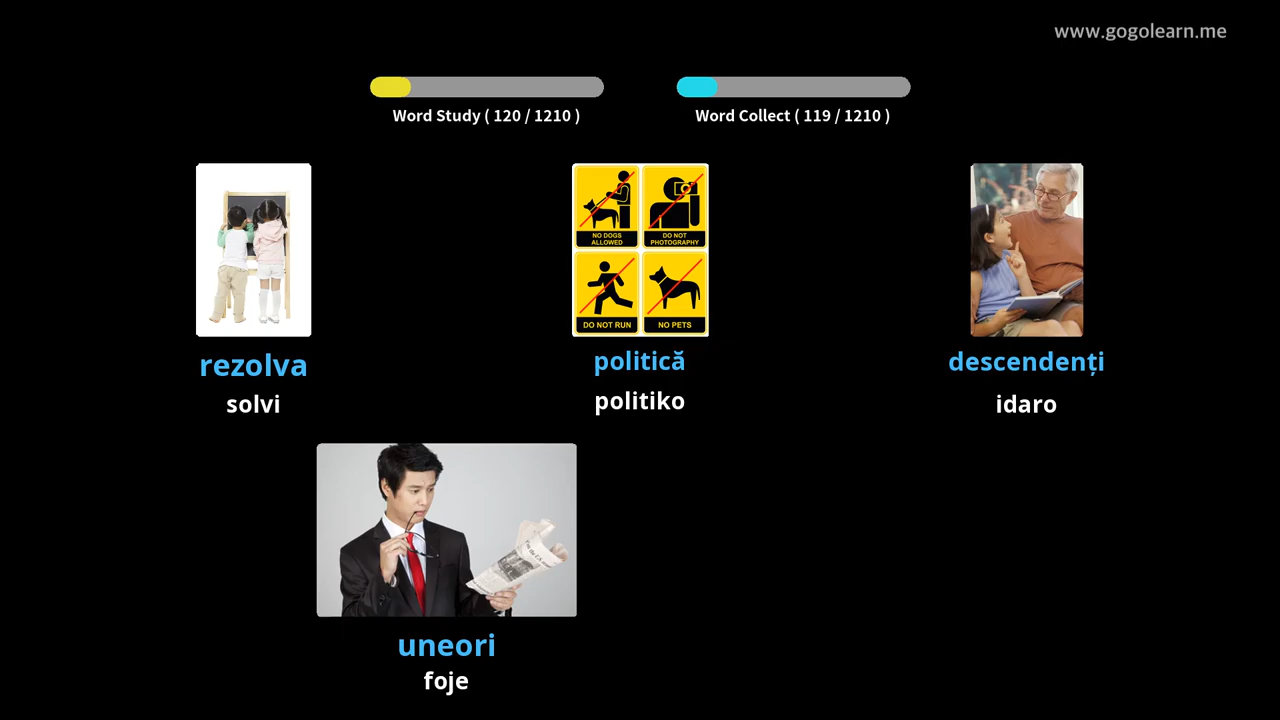 www.gogolearn.me
Word Study ( 120 / 1210 )
Word Collect ( 119 / 1210 )
NO DOGS
ALLOWED
DO NOT
PHOTOGRAPHY
DO NOT RUN
NO PETS
rezolva
solvi
politică
politiko
descendenți
idaro
uneori
foje